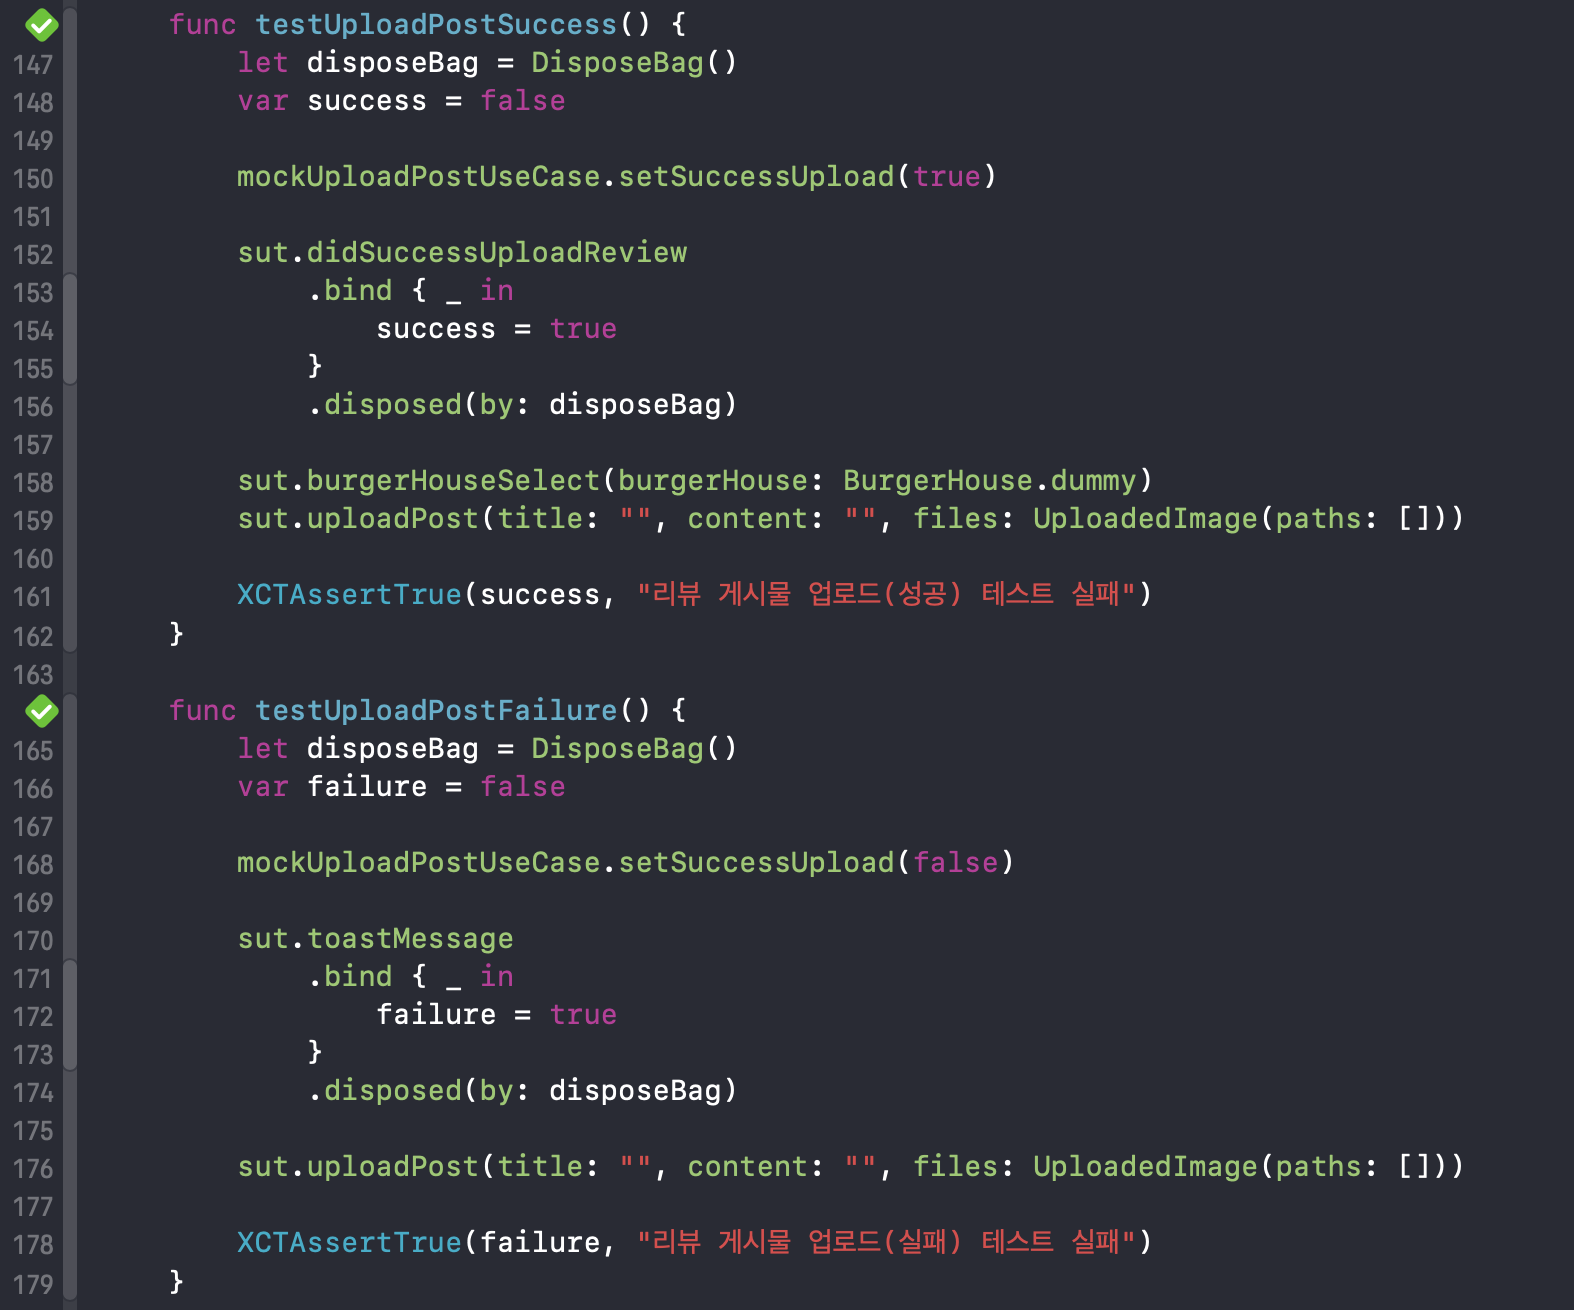 func testUploadPostSuccess() {
147 let disposeBag = DisposeBag()
148 var success = false
149
150 mockUploadPostUseCase.setSuccessUpload(true)
151
152 sut.didSuccessUploadReview
153 .bind { _ in
154 success = true
155 }
156 .disposed(by: disposeBag)
157
158 sut.burgerHouseSelect(burgerHouse: BurgerHouse.dummy)
159 sut.uploadPost(title: "", content: "", files: UploadedImage(paths: []))
160
161 XCTAssertTrue(success, "리뷰 게시물 업로드(성공) 테스트 실패")
162 }
163
func testUploadPostFailure() {
165 let disposeBag = DisposeBag()
166 var failure = false
167
168 mockUploadPostUseCase.setSuccessUpload(false)
169
170 sut.toastMessage
171 .bind { _ in
172 failure = true
173 }
174 .disposed(by: disposeBag)
175
176 sut.uploadPost(title: "", content: "", files: UploadedImage(paths: []))
177
178 XCTAssertTrue(failure, "리뷰 게시물 업로드(실패) 테스트 실패")
179 }